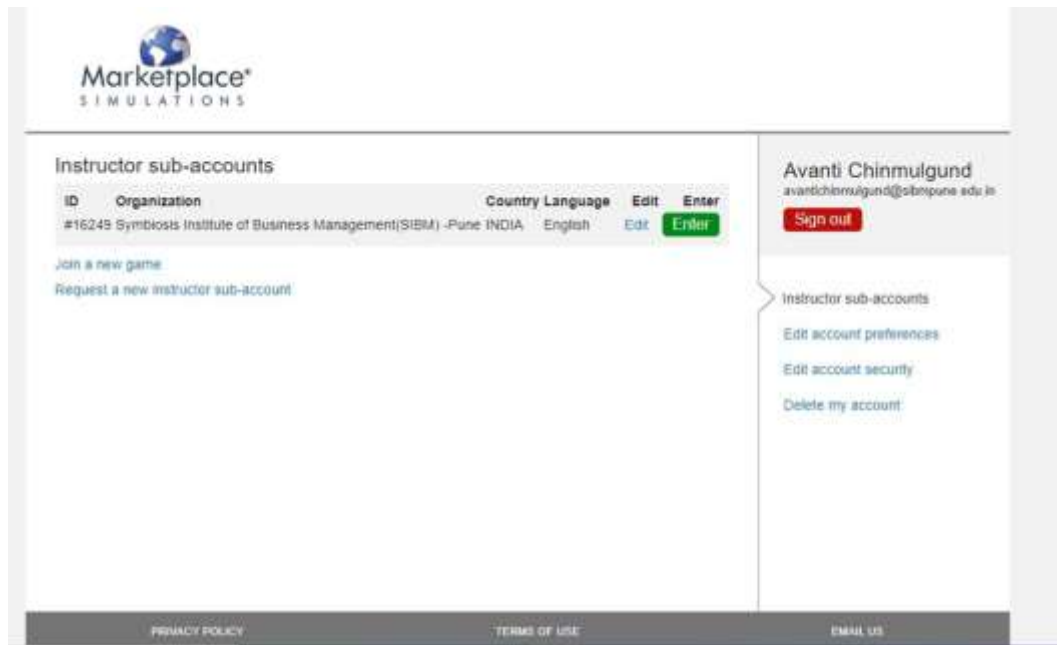 Marketplace®
SIMULATIONS
Instructor sub-accounts
ID Organization Country Language Edit Enter
#16249 Symbiosis Institute of Business Management(SIBM) -Pune INDIA English Edit Enter
Join a new game
Request a new instructor sub-account
Avanti Chinmulgund
avantichinmulgund@sibmpune.edu.in
Sign out
Instructor sub-accounts
Edit account preferences
Edit account security
Delete my account
PRIVACY POLICY TERMS OF USE EMAIL US